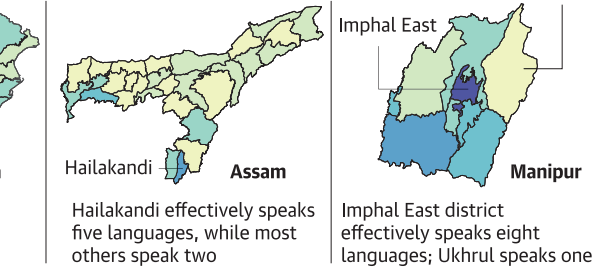 Imphal East
Hailakandi
Assam
Manipur
Hailakandi effectively speaks
five languages, while most
others speak two
Imphal East district
effectively speaks eight
languages; Ukhrul speaks one